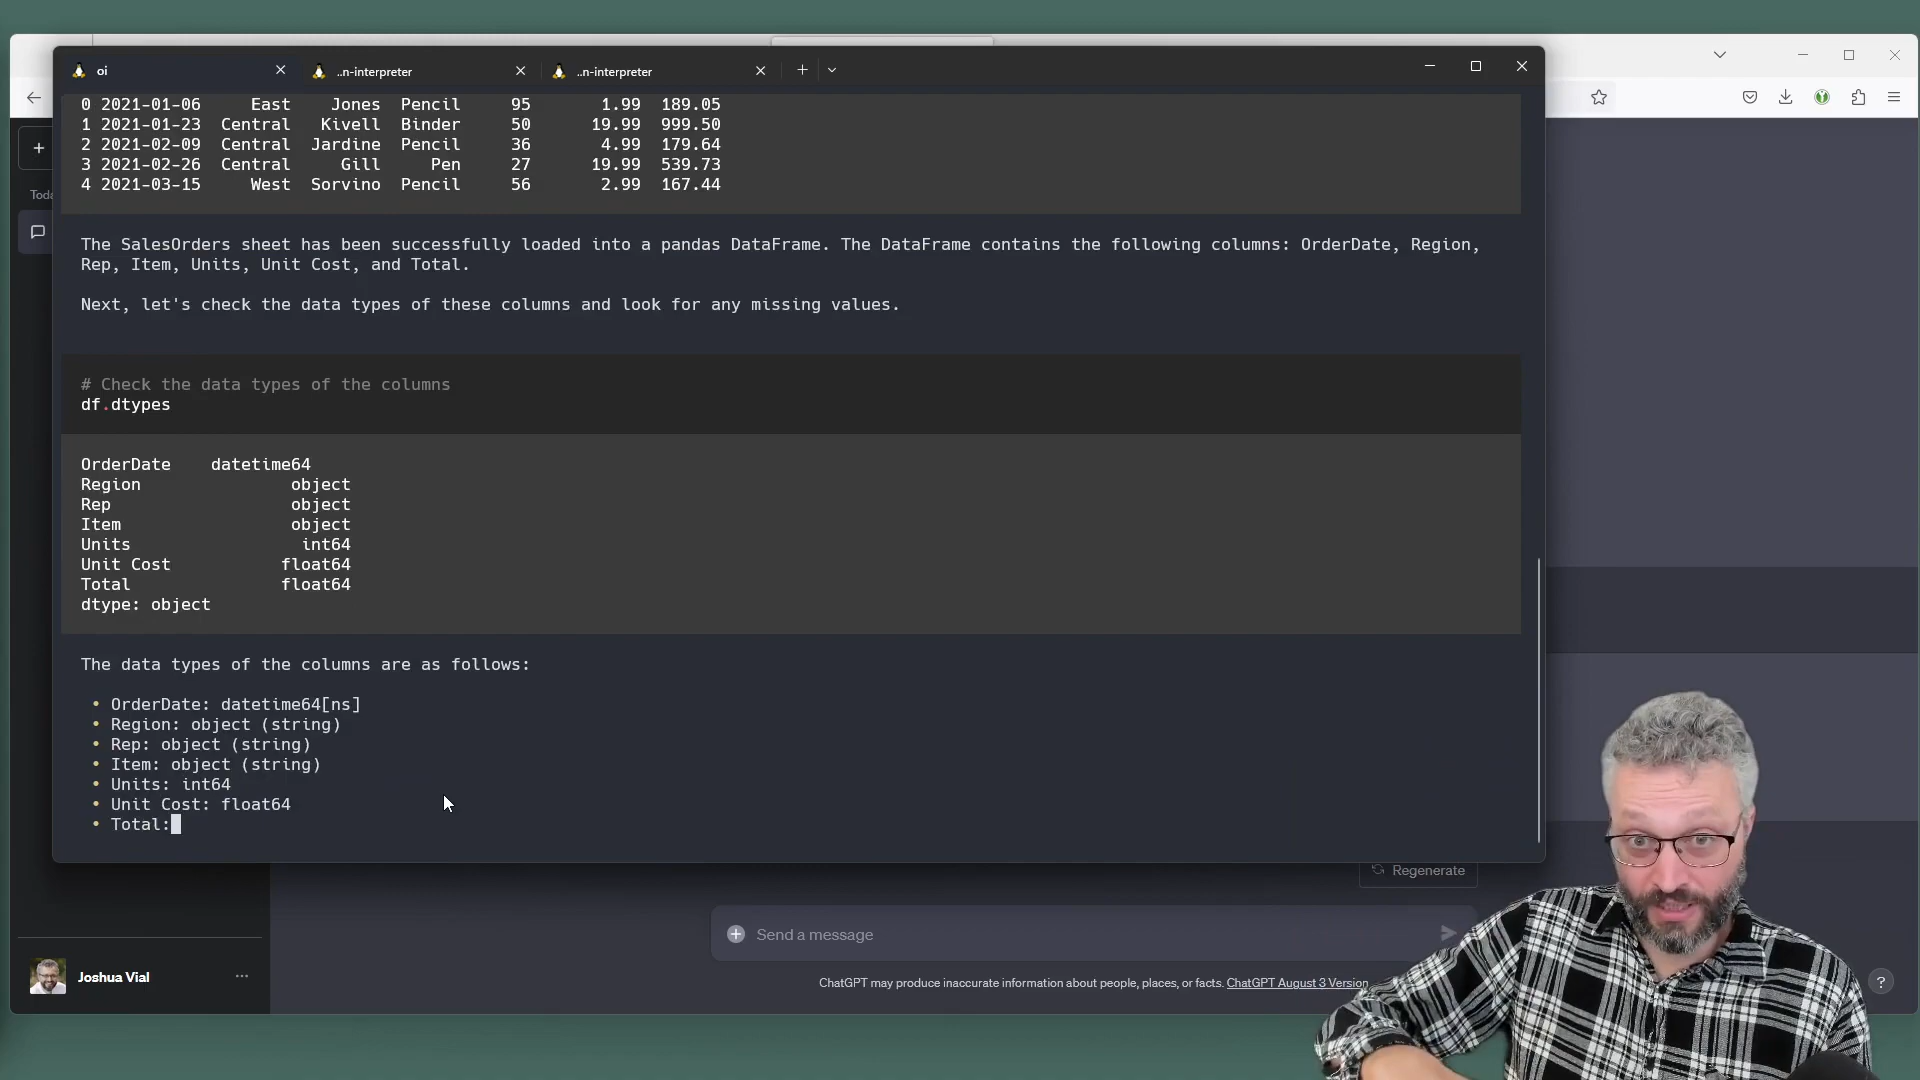 oi
..n-interpreter
..n-interpreter
0 2021-01-06 East Jones Pencil 95 1.99 189.05
1 2021-01-23 Central Kivell Binder 50 19.99 999.50
2 2021-02-09 Central Jardine Pencil 36 4.99 179.64
3 2021-02-26 Central Gill Pen 27 19.99 539.73
4 2021-03-15 West Sorvino Pencil 56 2.99 167.44
Toda
The SalesOrders sheet has been successfully loaded into a pandas DataFrame. The DataFrame contains the following columns: OrderDate, Region,
Rep, Item, Units, Unit Cost, and Total.
Next, let's check the data types of these columns and look for any missing values.
# Check the data types of the columns
df.dtypes
OrderDate datetime64
Region object
Rep object
Item object
Units int64
Unit Cost float64
Total float64
dtype: object
The data types of the columns are as follows:
• OrderDate: datetime64[ns]
• Region: object (string)
• Rep: object (string)
• Item: object (string)
• Units: int64
• Unit Cost: float64
• Total:
Regenerate
Send a message
Joshua Vial
ChatGPT may produce inaccurate information about people, places, or facts. ChatGPT August 3 Version
?